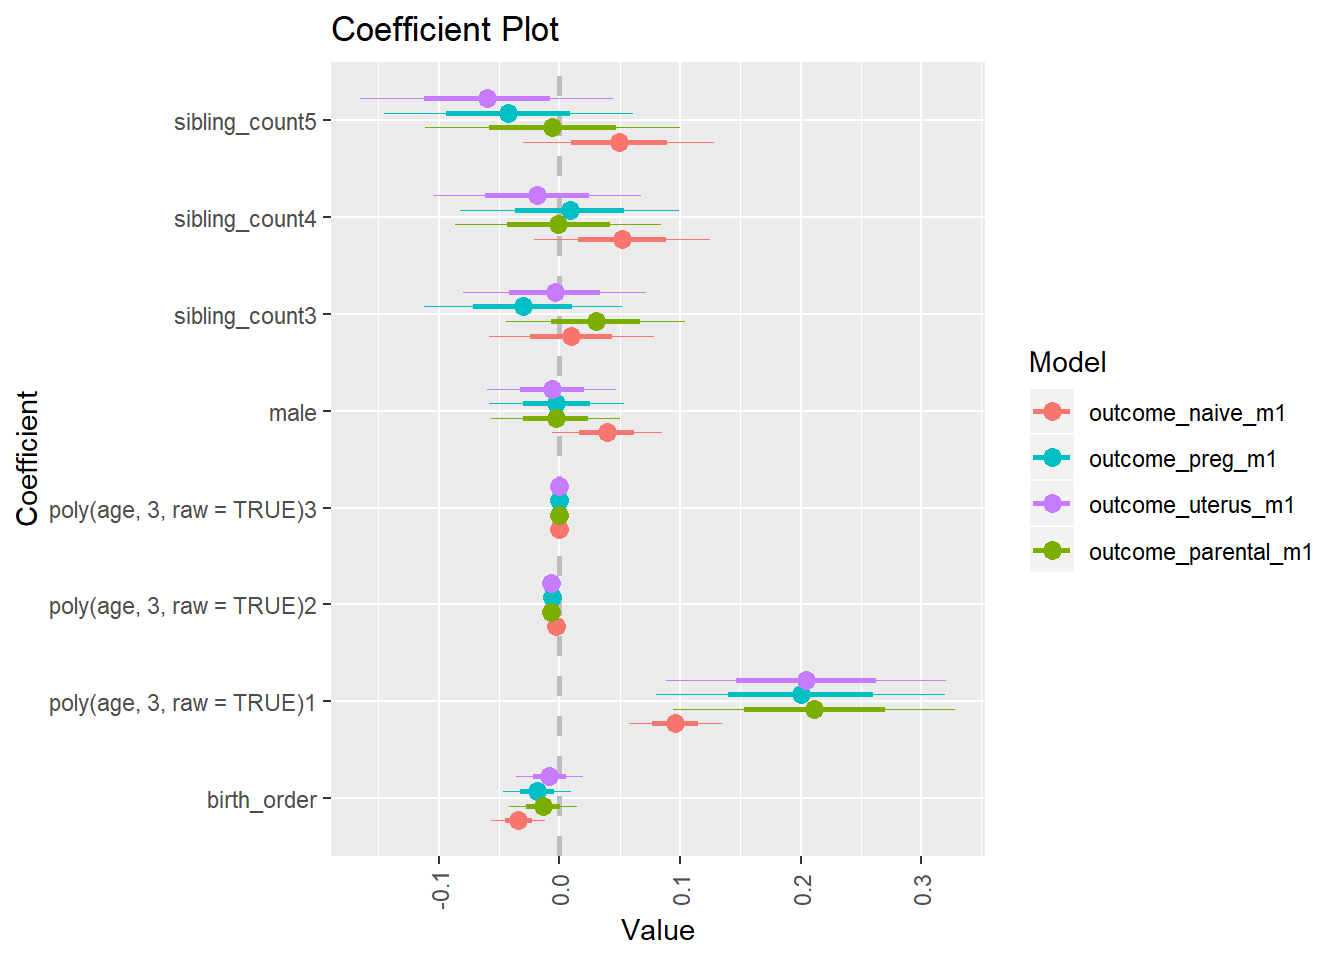 Coefficient Plot
Coefficient
sibling_count5
sibling_count4
sibling_count3
male
poly(age, 3, raw = TRUE)3
poly(age, 3, raw = TRUE)2
poly(age, 3, raw = TRUE)1
birth_order
-0.1
0.0
0.1
0.2
0.3
Value
Model
outcome_naive_m1
outcome_preg_m1
outcome_uterus_m1
outcome_parental_m1